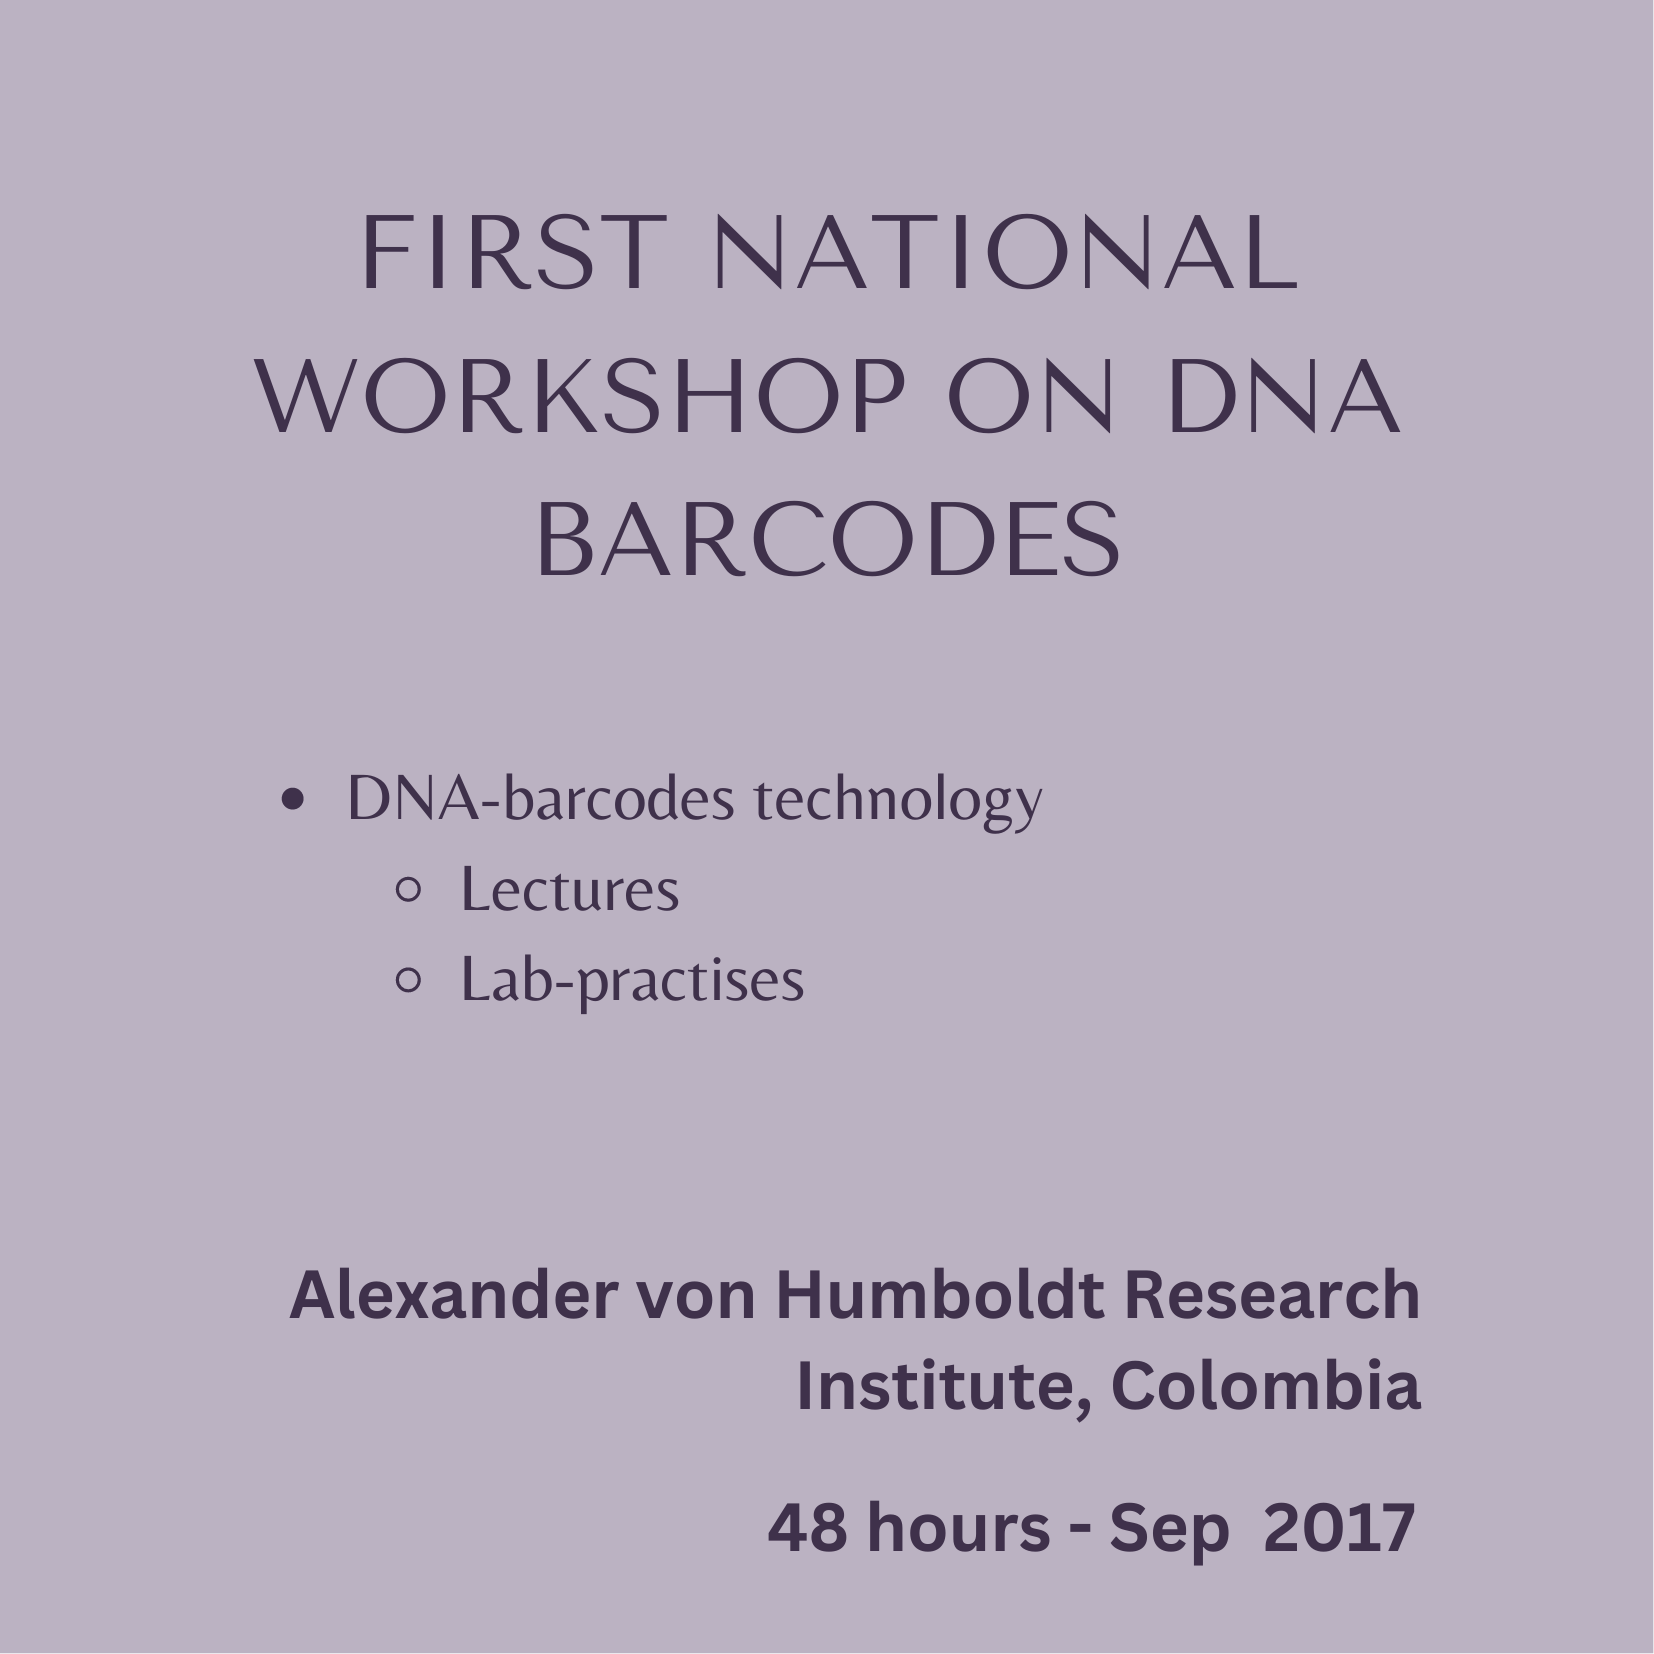 FIRST NATIONAL
WORKSHOP ON DNA
BARCODES
• DNA-barcodes technology
○ Lectures
○ Lab-practises
Alexander von Humboldt Research
Institute, Colombia
48 hours - Sep 2017